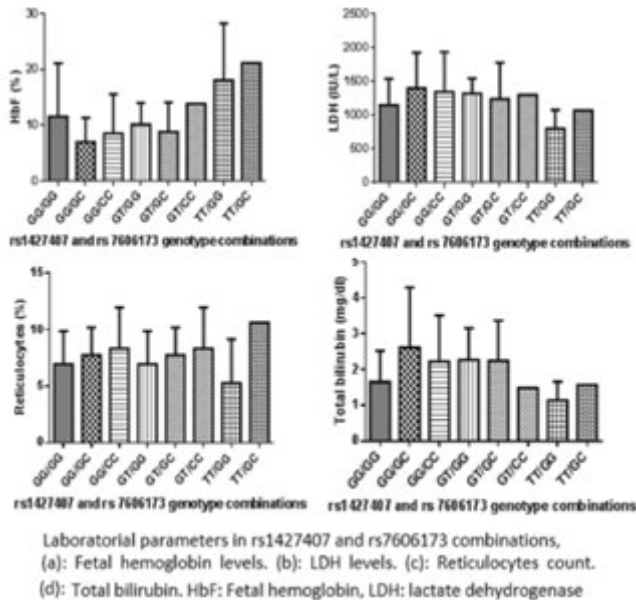 30
20
10
0
HbF (%)
GG/GG
GG/GC
GG/CC
GT/GG
GT/GC
GT/CC
TT/GG
TT/GC
rs1427407 and rs 7606173 genotype combinations
2500
2000
1500
1000
500
0
LDH (IU/L)
GG/GG
GG/GC
GG/CC
GT/GG
GT/GC
GT/CC
TT/GG
TT/GC
rs1427407 and rs 7606173 genotype combinations
15
10
5
0
Reticulocytes (%)
GG/GG
GG/GC
GG/CC
GT/GG
GT/GC
GT/CC
TT/GG
TT/GC
rs1427407 and rs 7606173 genotype combinations
5
4
3
2
1
0
Total bilirubin (mg/dl)
GG/GG
GG/GC
GG/CC
GT/GG
GT/GC
GT/CC
TT/GG
TT/GC
rs1427407 and rs 7606173 genotype combinations
Laboratorial parameters in rs1427407 and rs7606173 combinations,
(a): Fetal hemoglobin levels. (b): LDH levels. (c): Reticulocytes count.
(d): Total bilirubin. HbF: Fetal hemoglobin, LDH: lactate dehydrogenase